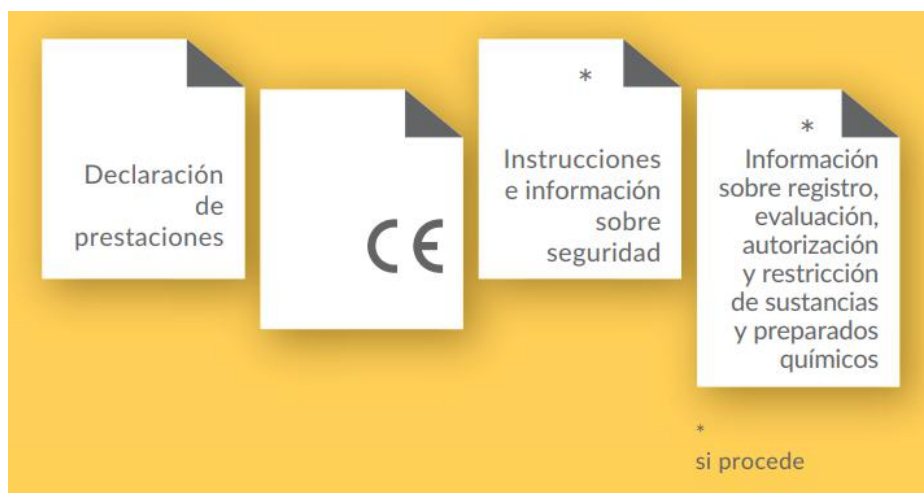 Declaración
de
prestaciones
CE
*
Instrucciones
e información
sobre
seguridad
*
Información
sobre registro,
evaluación,
autorización
y restricción
de sustancias
y preparados
químicos
*
si procede